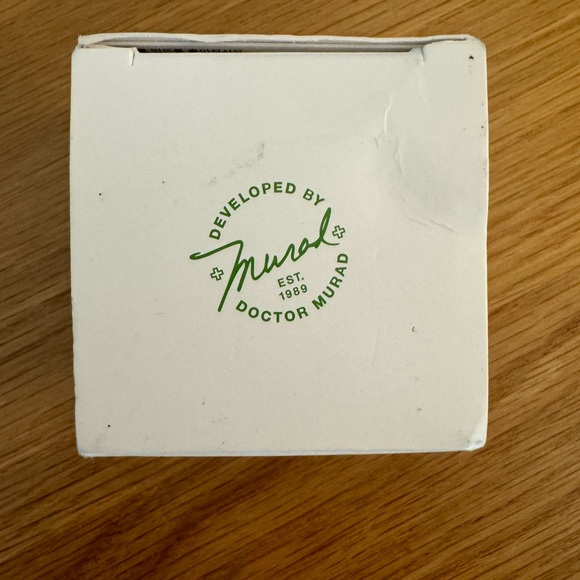 DEVELOPED BY
Murad
EST.
1989
DOCTOR MURAD